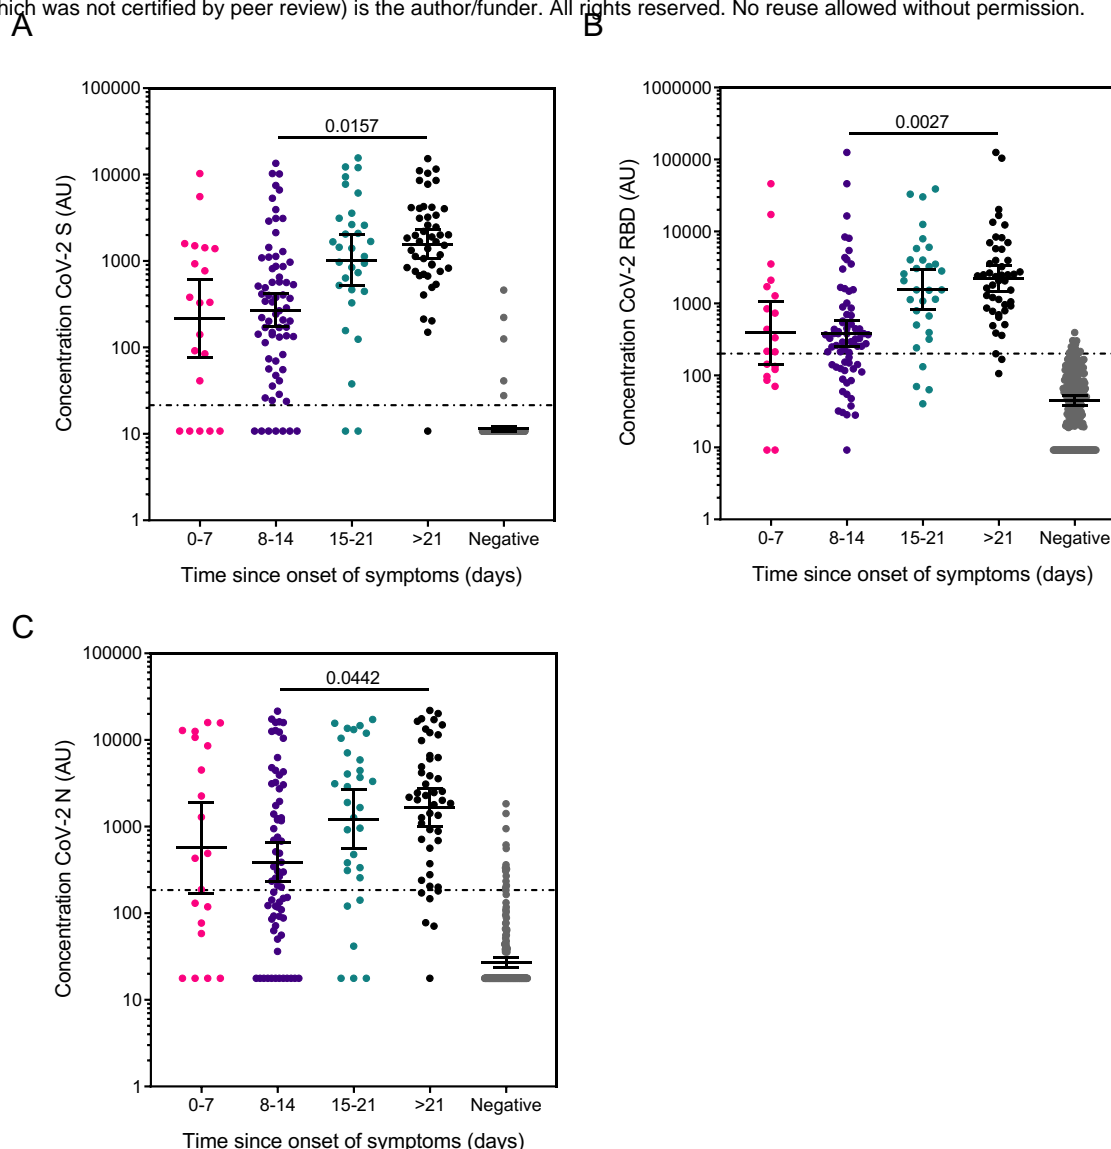 which was not certified by peer review) is the author/funder. All rights reserved. No reuse allowed without permission.
A
B
100000
10000
1000
100
10
1
Concentration CoV-2 S (AU)
0.0157
0-7
8-14
15-21
>21
Negative
Time since onset of symptoms (days)
1000000
100000
10000
1000
100
10
1
Concentration CoV-2 RBD (AU)
0.0027
0-7
8-14
15-21
>21
Negative
Time since onset of symptoms (days)
C
100000
10000
1000
100
10
1
Concentration CoV-2 N (AU)
0.0442
0-7
8-14
15-21
>21
Negative
Time since onset of symptoms (days)